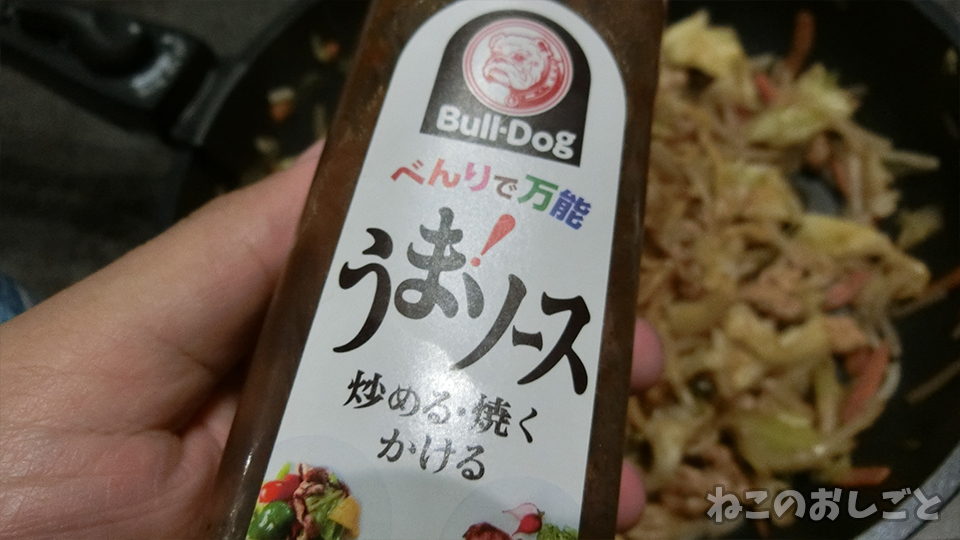 Bull-Dog
べんりで万能
うま!ソース
炒める・焼く
かける
ねこのおしごと